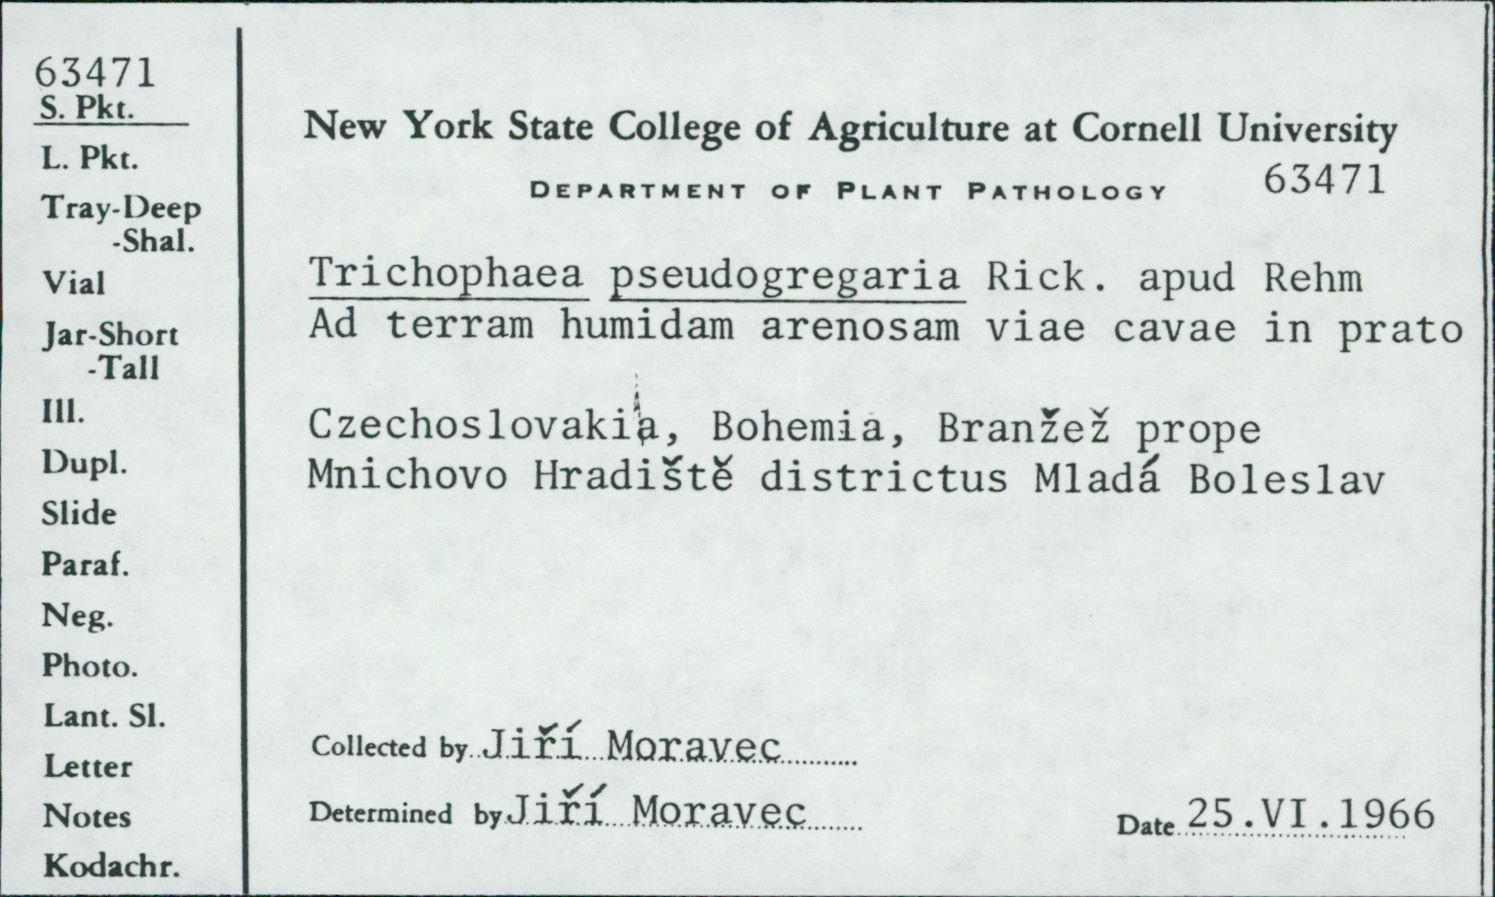 63471
S. Pkt.
L. Pkt.
Tray-Deep
-Shal.
Vial
Jar-Short
-Tall
Ill.
Dupl.
Slide
Paraf.
Neg.
Photo.
Lant. Sl.
Letter
Notes
Kodachr.
New York State College of Agriculture at Cornell University
DEPARTMENT OF PLANT PATHOLOGY 63471
Trichophaea pseudogregaria Rick. apud Rehm
Ad terram humidam arenosam viae cavae in prato
Czechoslovakia, Bohemia, Branžež prope
Mnichovo Hradiště districtus Mladá Boleslav
Collected by Jiří Moravec
Determined by Jiří Moravec
Date 25.VI.1966